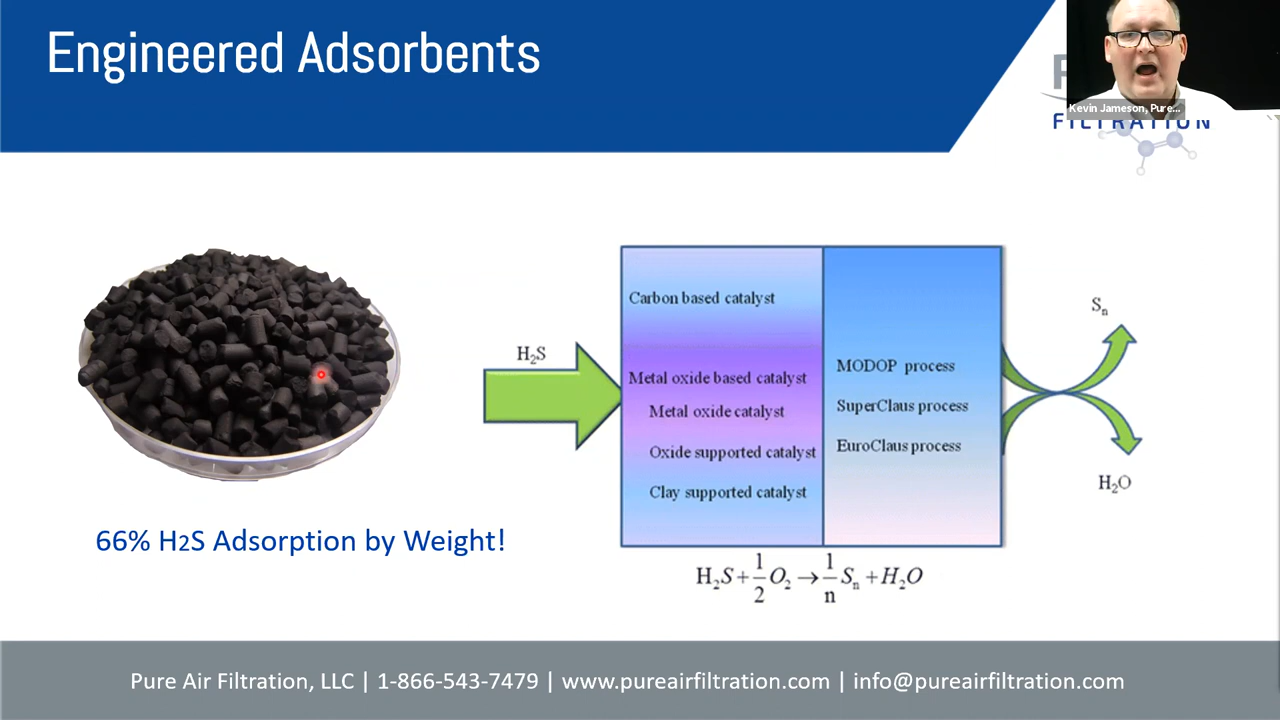 Engineered Adsorbents
Kevin Jameson, Pure...
FILTRATION
H₂S
Carbon based catalyst
Metal oxide based catalyst
Metal oxide catalyst
Oxide supported catalyst
Clay supported catalyst
MODOP process
SuperClaus process
EuroClaus process
Sₙ
H₂O
66% H2S Adsorption by Weight!
H₂S+1/2 O₂→1/n Sₙ+H₂O
Pure Air Filtration, LLC | 1-866-543-7479 | www.pureairfiltration.com | info@pureairfiltration.com